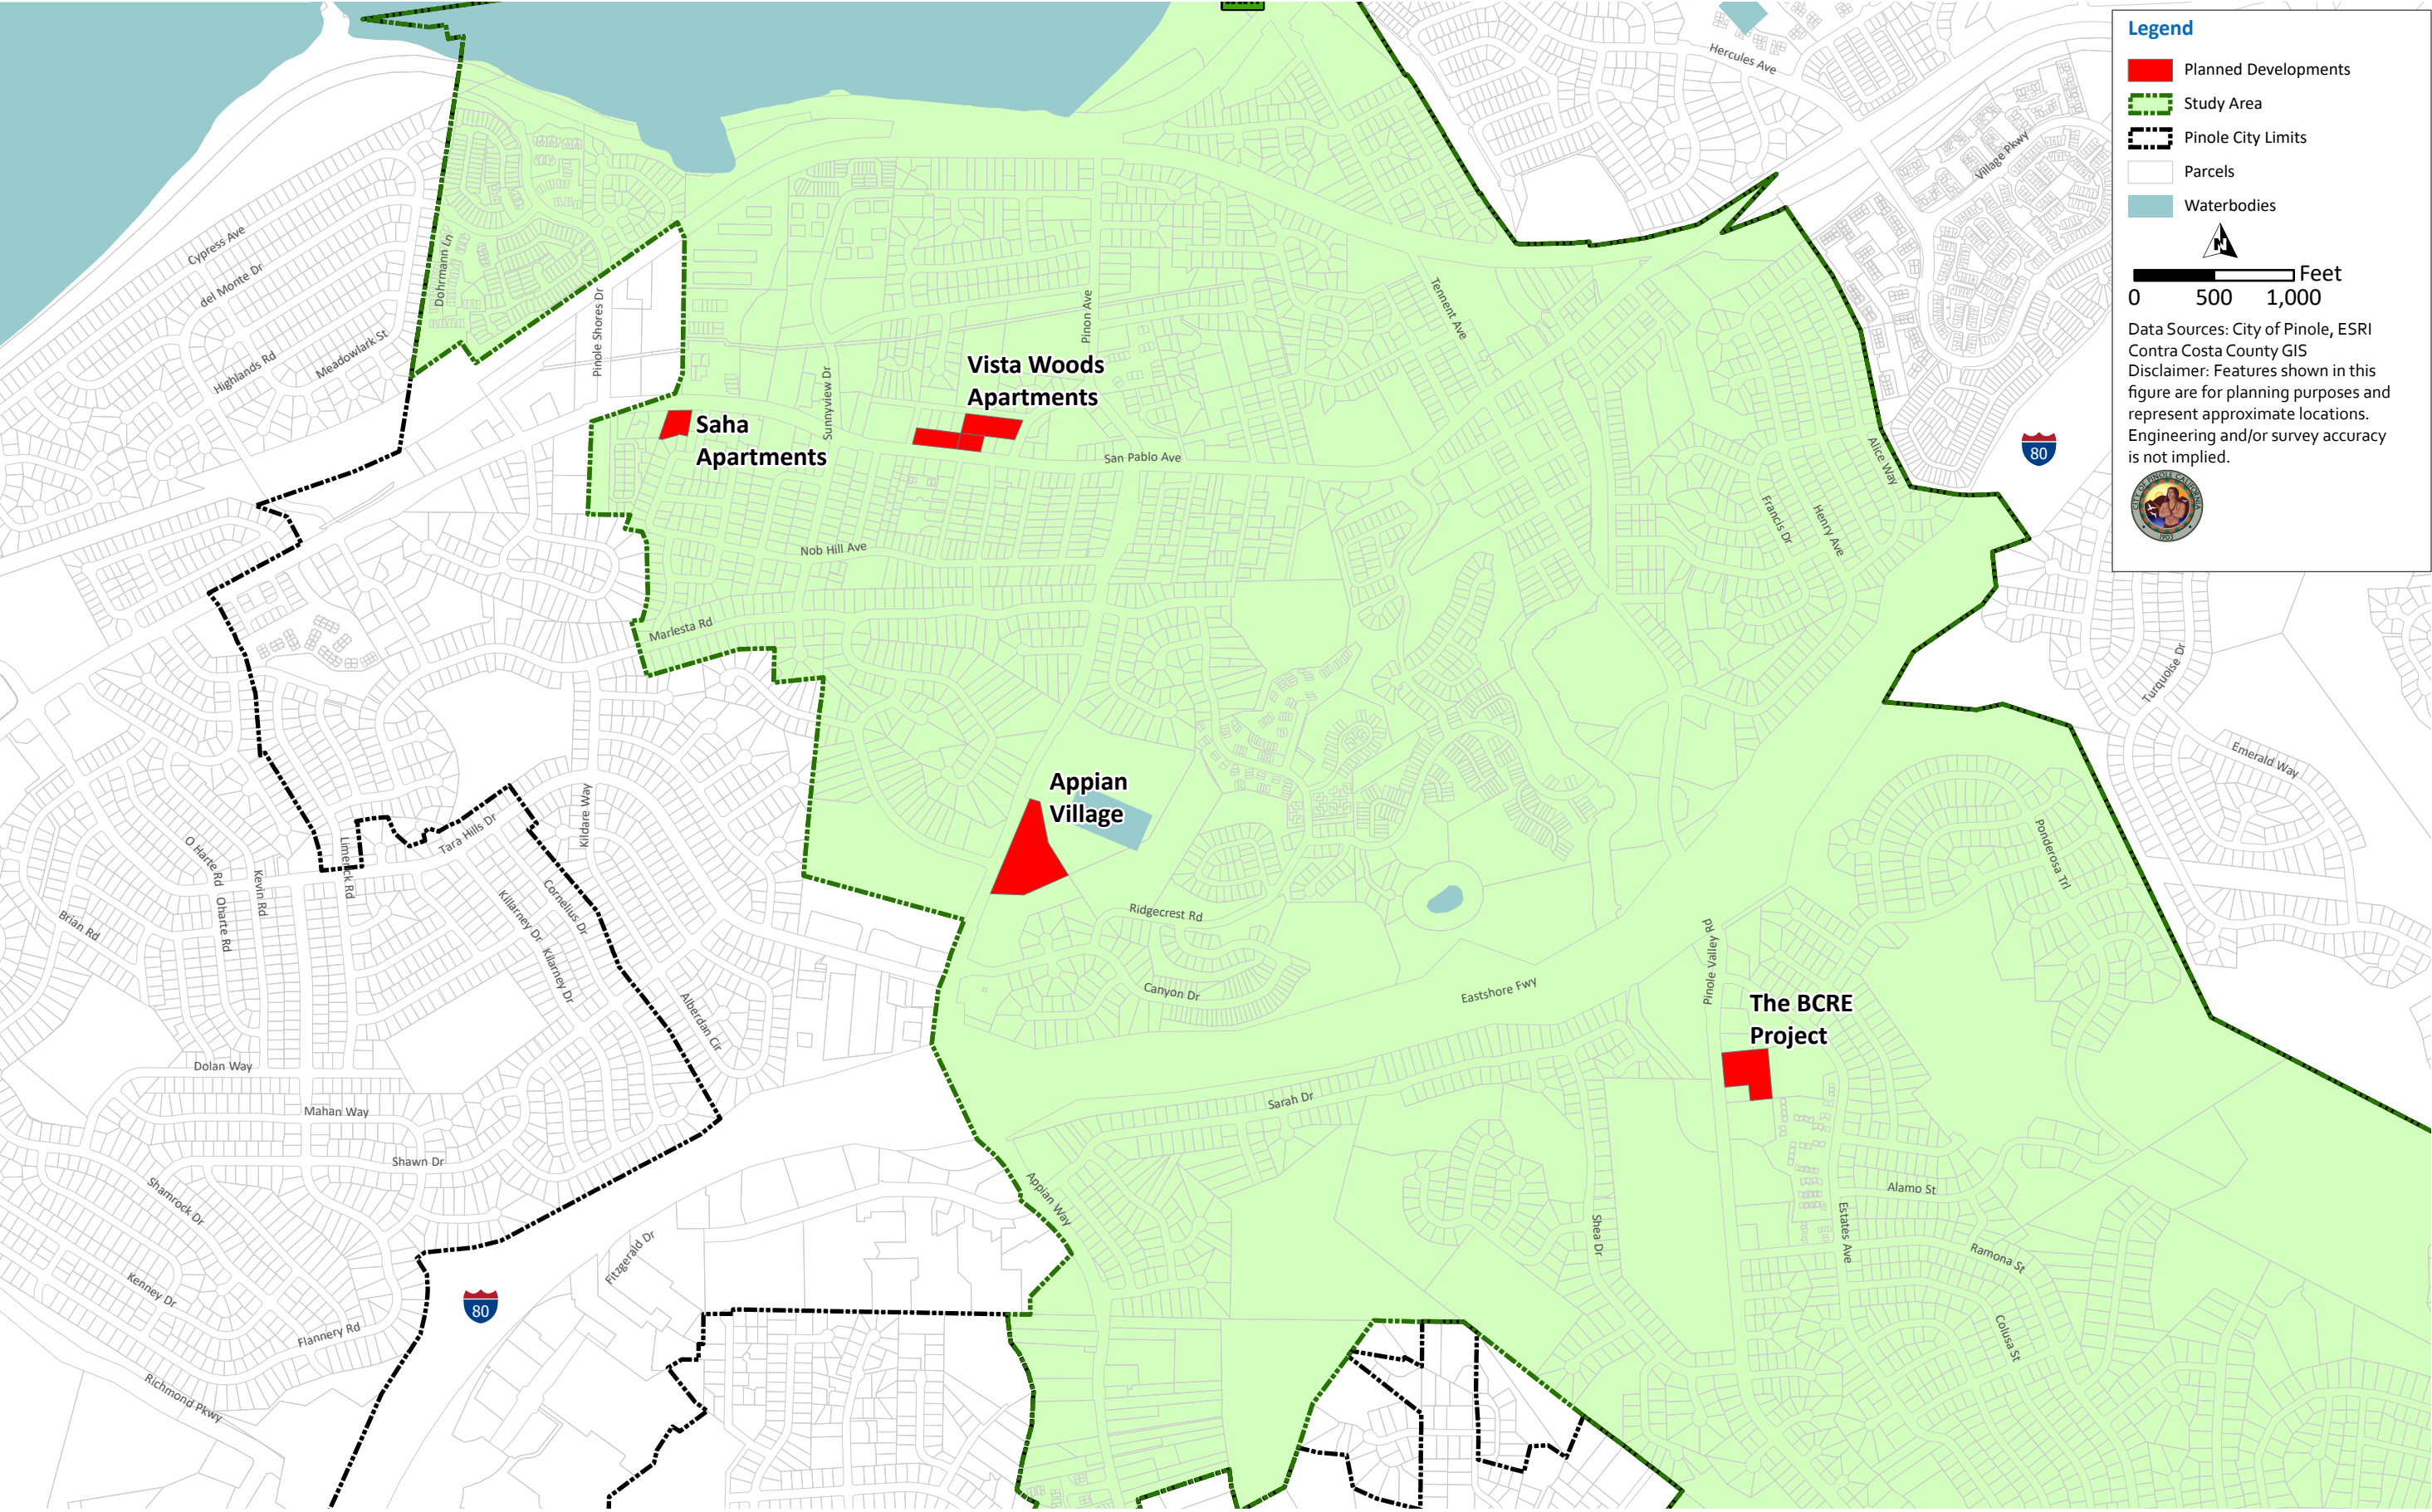 Legend
Planned Developments
Study Area
Pinole City Limits
Parcels
Waterbodies
N
Feet
0 500 1,000
Data Sources: City of Pinole, ESRI
Contra Costa County GIS
Disclaimer: Features shown in this
figure are for planning purposes and
represent approximate locations.
Engineering and/or survey accuracy
is not implied.
CITY OF PINOLE CALIFORNIA
1903
Hercules Ave
Village Pkwy
Cypress Ave
del Monte Dr
Highlands Rd
Meadowlark St
Dohrmann Ln
Pinole Shores Dr
Sunnyview Dr
Pinon Ave
Tennent Ave
Vista Woods
Apartments
Saha
Apartments
San Pablo Ave
80
Alice Way
Francis Dr
Henry Ave
Nob Hill Ave
Marlesta Rd
Turquoise Dr
Emerald Way
Appian
Village
Kildare Way
Tara Hills Dr
Limerick Rd
O Harte Rd
Oharte Rd
Kevin Rd
Brian Rd
Killarney Dr
Cornelius Dr
Kilarney Dr
Alberdan Cir
Ridgecrest Rd
Canyon Dr
Eastshore Fwy
Pinole Valley Rd
Ponderosa Trl
The BCRE
Project
Dolan Way
Mahan Way
Shawn Dr
Shamrock Dr
Kenney Dr
Flannery Rd
Richmond Pkwy
80
Fitzgerald Dr
Appian Way
Sarah Dr
Shea Dr
Estates Ave
Alamo St
Ramona St
Colusa St